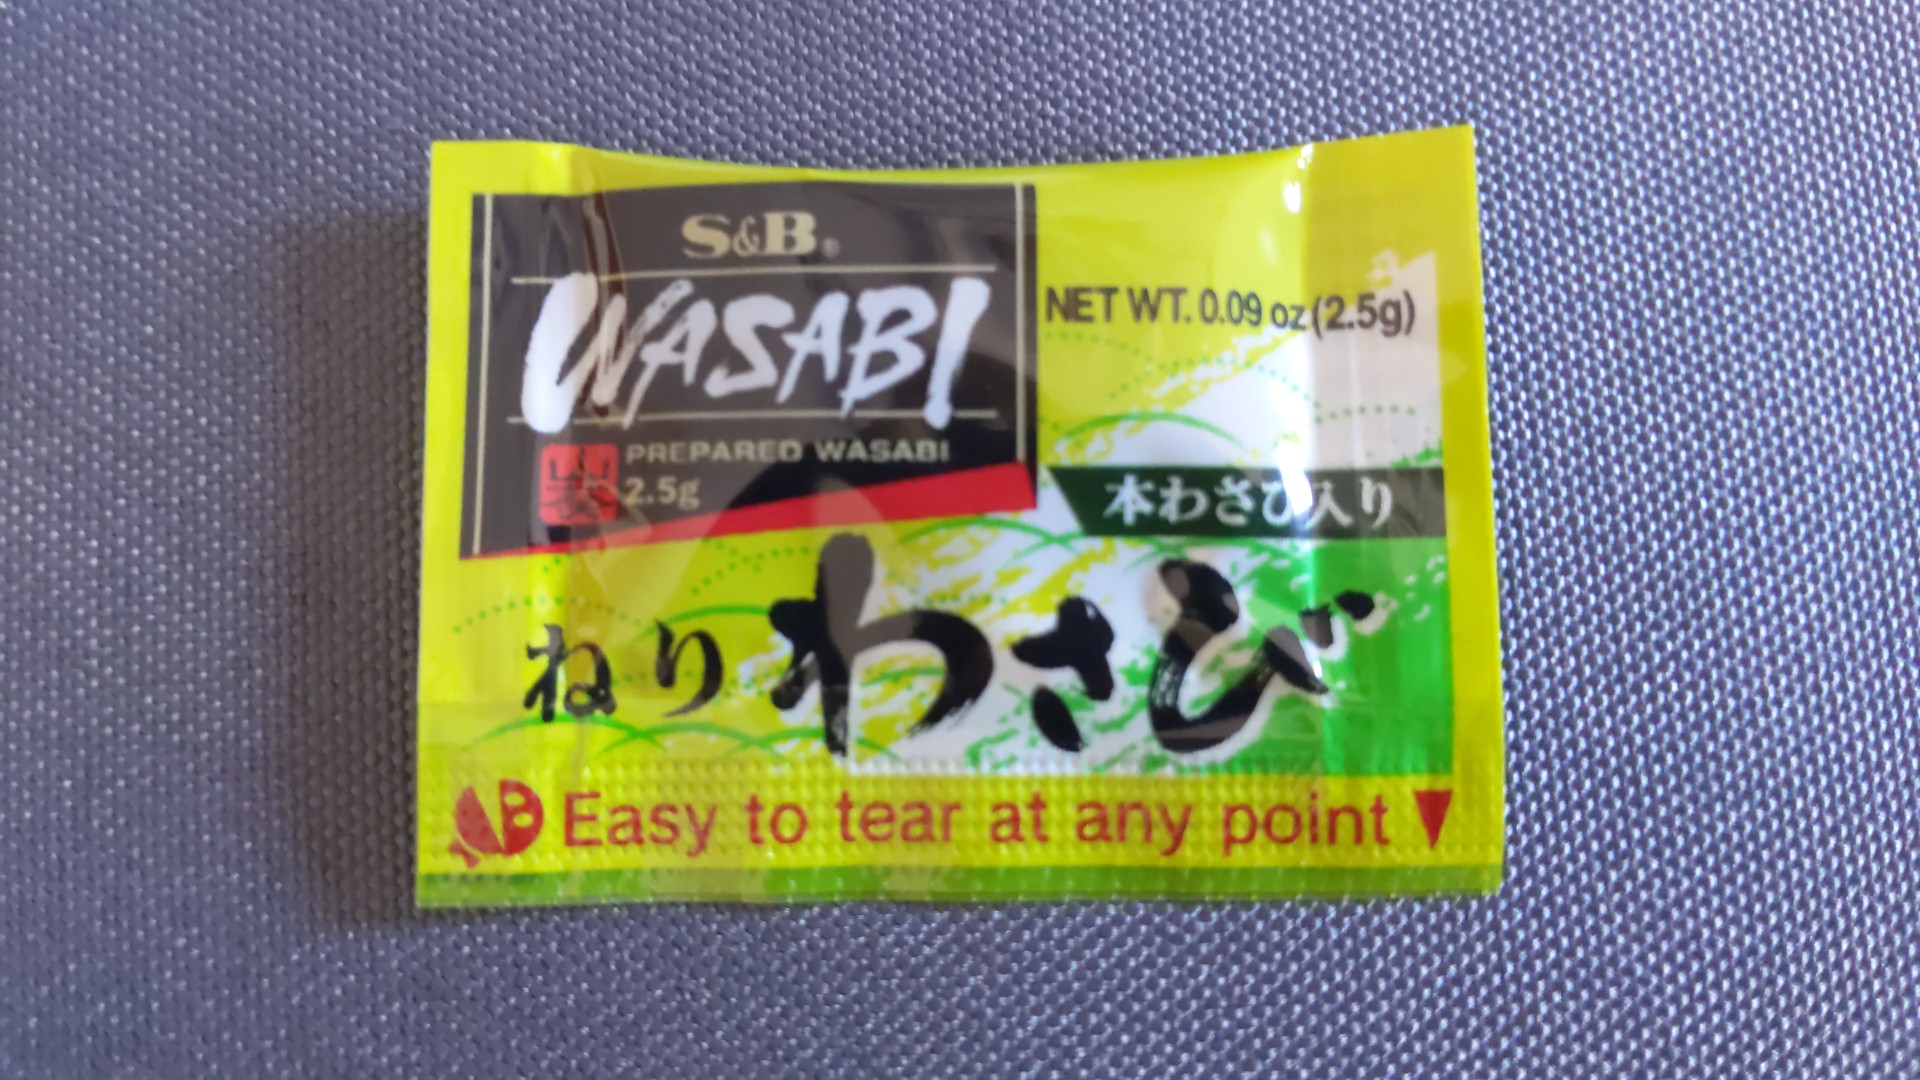 S&B®
WASABI
PREPARED WASABI
2.5g
NET WT. 0.09 oz (2.5g)
本わさび入り
ねりわさび
Easy to tear at any point ▼